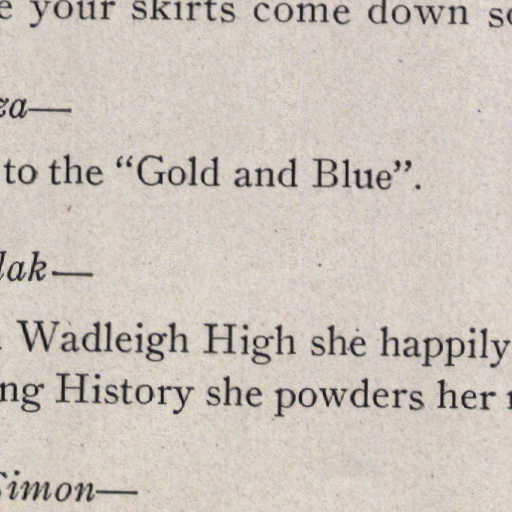 your skirts come down
za—
to the “Gold and Blue”.
lak—
Wadleigh High she happily
ng History she powders her
Simon—